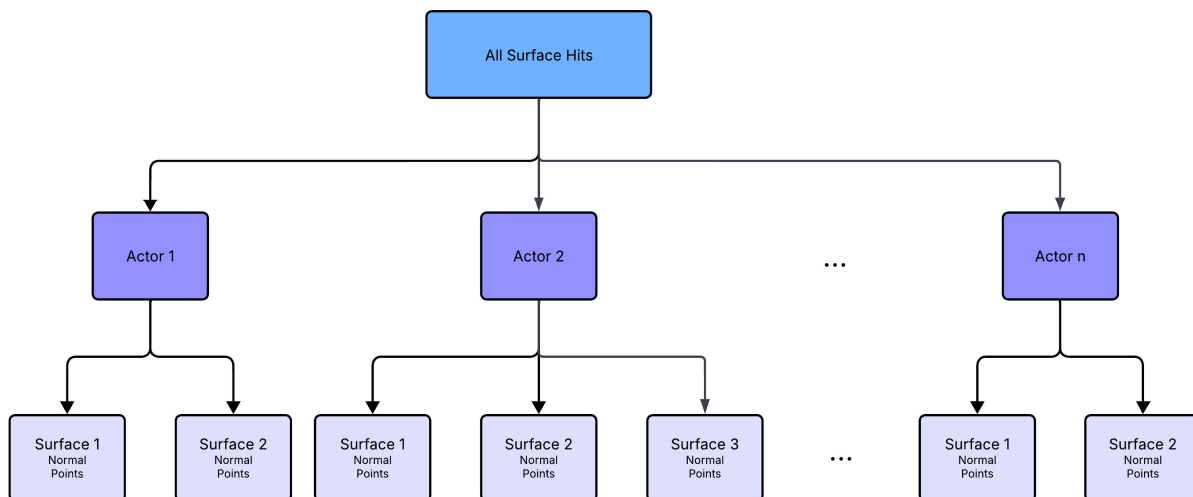 All Surface Hits
Actor 1
Actor 2
...
Actor n
Surface 1
Normal
Points
Surface 2
Normal
Points
Surface 1
Normal
Points
Surface 2
Normal
Points
Surface 3
Normal
Points
...
Surface 1
Normal
Points
Surface 2
Normal
Points